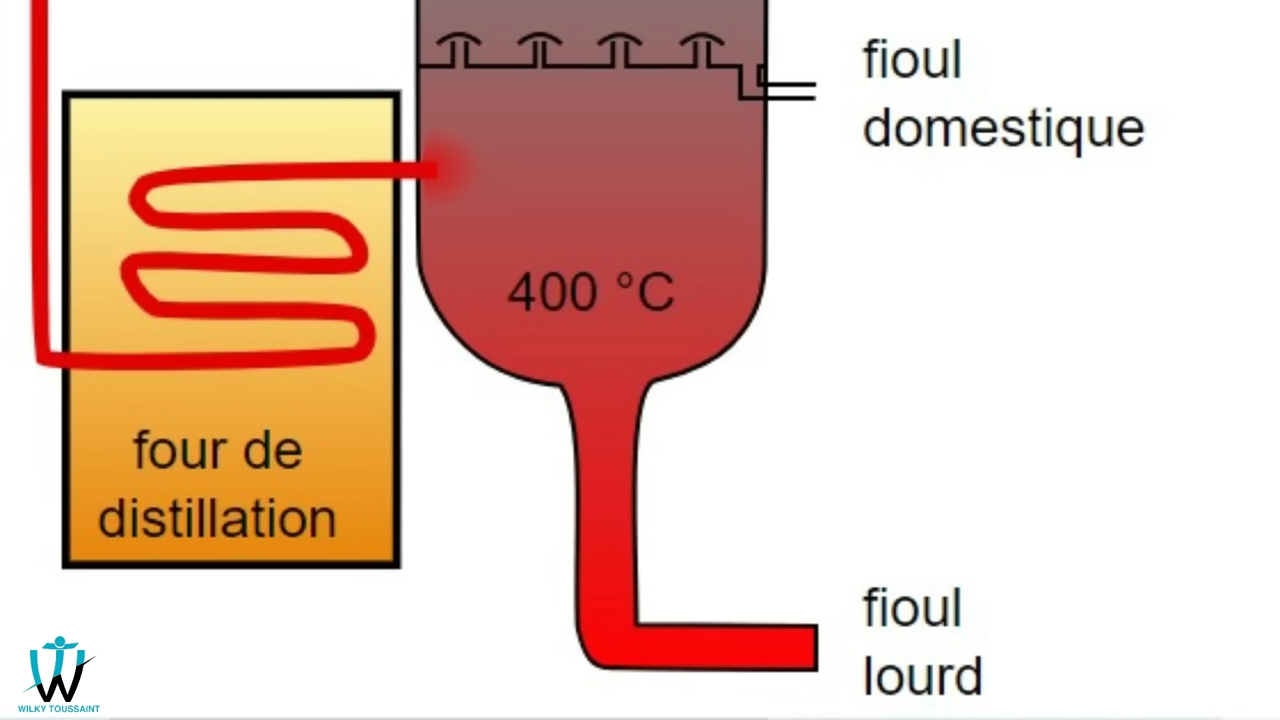 fioul
domestique
400 °C
four de
distillation
fioul
lourd
WILKY TOUSSAINT